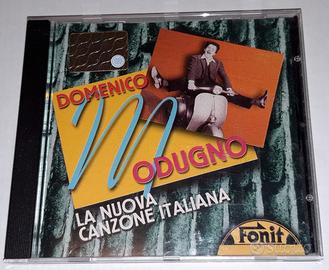 DOMENICO
MODUGNO
LA NUOVA
CANZONE ITALIANA
Fonit